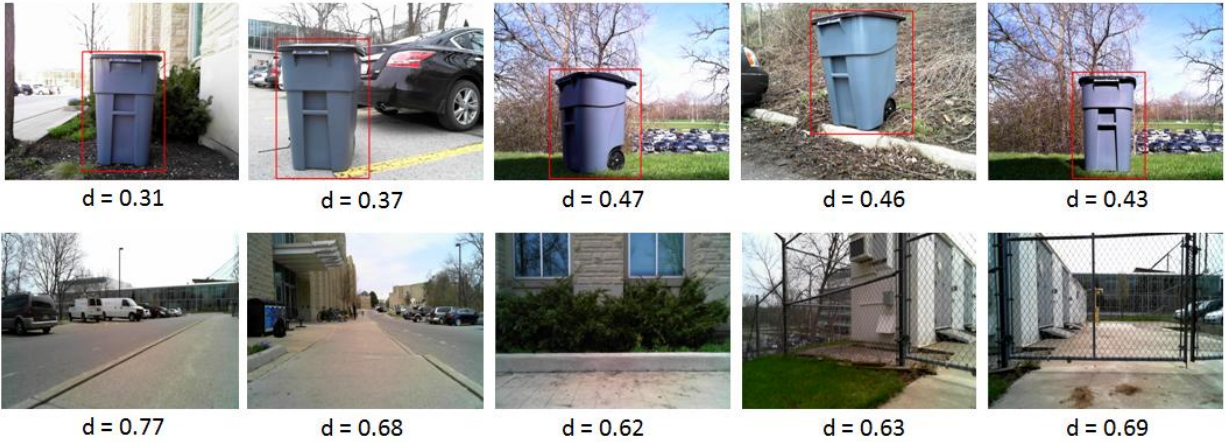 d = 0.31 d = 0.37 d = 0.47 d = 0.46 d = 0.43
d = 0.77 d = 0.68 d = 0.62 d = 0.63 d = 0.69